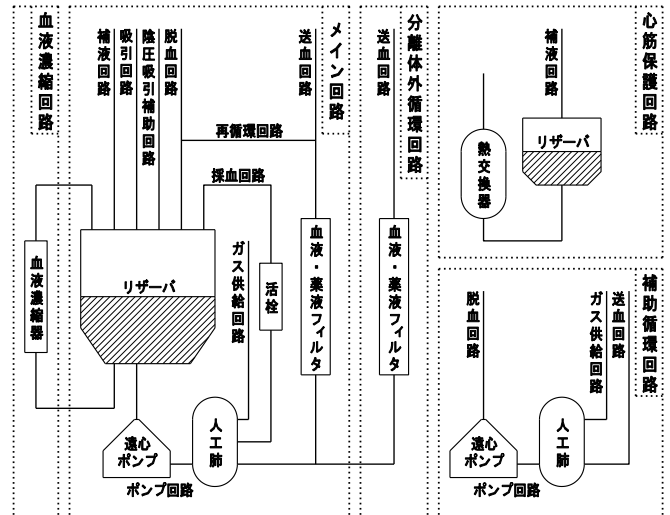 血液濃縮回路
補液回路
吸引回路
陰圧吸引補助回路
脱血回路
送血回路
メイン回路
送血回路
分離体外循環回路
補液回路
心筋保護回路
再循環回路
採血回路
リザーバ
熱交換器
血液濃縮器
リザーバ
ガス供給回路
活栓
血液・薬液フィルタ
血液・薬液フィルタ
脱血回路
ガス供給回路
送血回路
補助循環回路
遠心
ポンプ
人工肺
ポンプ回路
遠心
ポンプ
人工肺
ポンプ回路